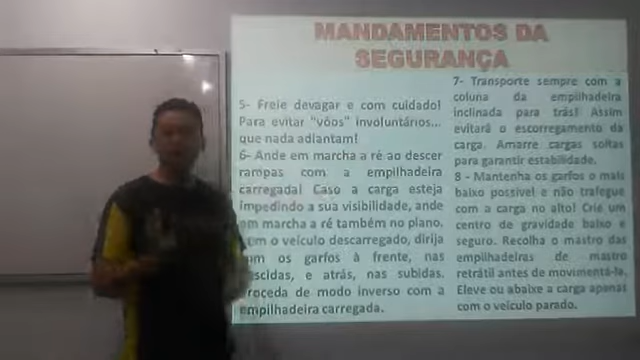 MANDAMENTOS DA
SEGURANÇA
5- Freie devagar e com cuidado!
Para evitar "vôos" involuntários...
que nada adiantam!
6- Ande em marcha a ré ao descer
rampas com a empilhadeira
carregada! Caso a carga esteja
impedindo a sua visibilidade, ande
em marcha a ré também no plano.
o veículo descarregado, dirija
os garfos à frente, nas
e atrás, nas subidas.
de modo inverso com a
empilhadeira carregada.
7- Transporte sempre com a
coluna da empilhadeira
inclinada para trás! Assim
evitará o escorregamento da
carga. Amarre cargas soltas
para garantir estabilidade.
8 - Mantenha os garfos o mais
baixo possível e não trafegue
com a carga no alto! Crie um
centro de gravidade baixo e
seguro. Recolha o mastro das
empilhadeiras de mastro
retrátil antes de movimentá-la.
Eleve ou abaixe a carga apenas
com o veículo parado.